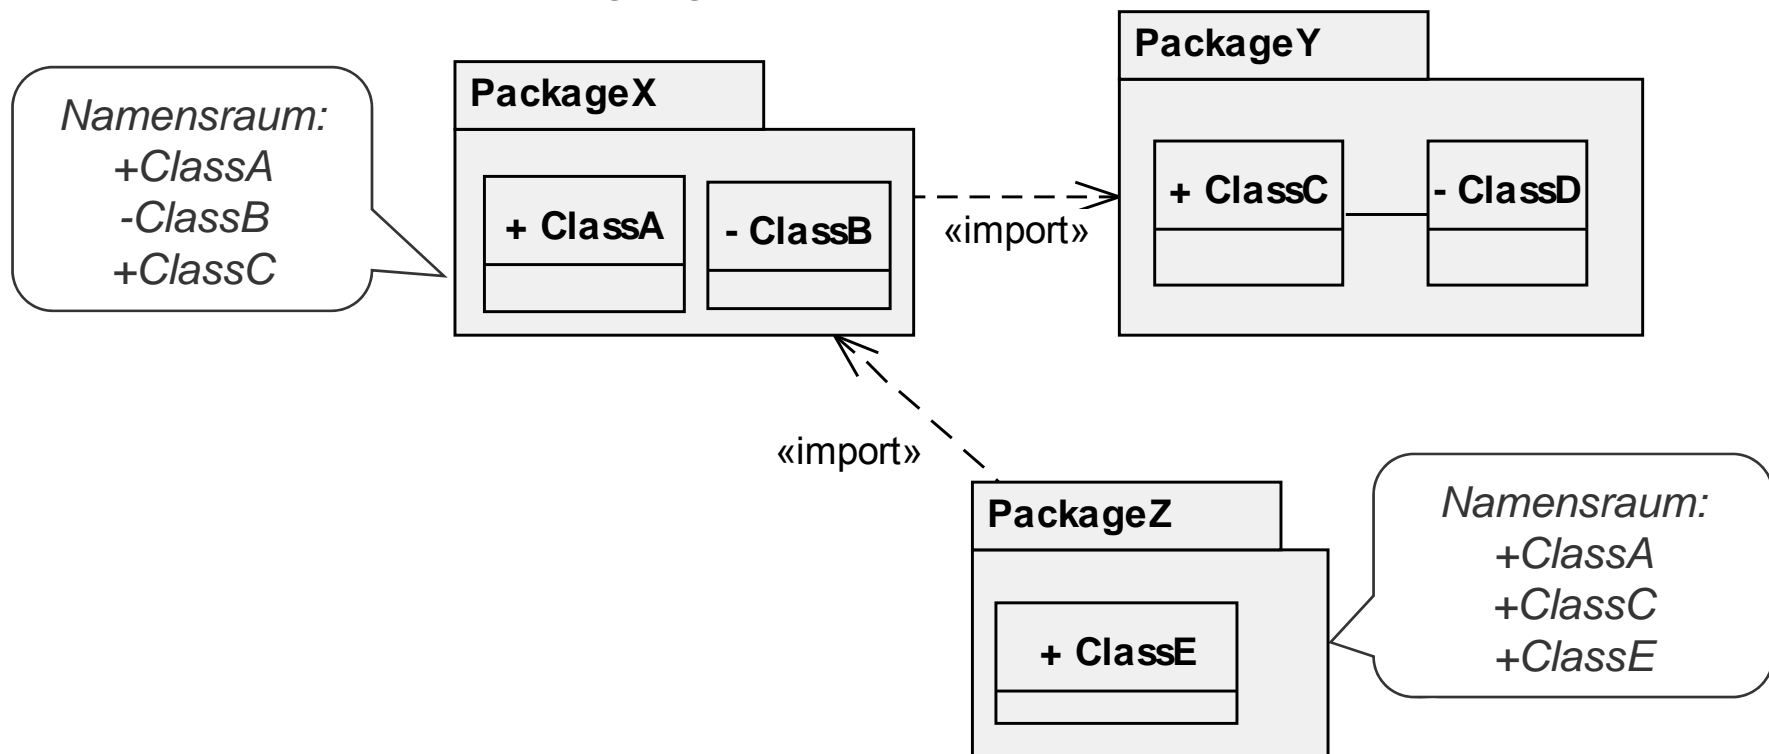 PackageY
PackageX
Namensraum:
+ClassA
-ClassB
+ClassC
+ ClassA
- ClassB
«import»
+ ClassC
- ClassD
«import»
PackageZ
+ ClassE
Namensraum:
+ClassA
+ClassC
+ClassE